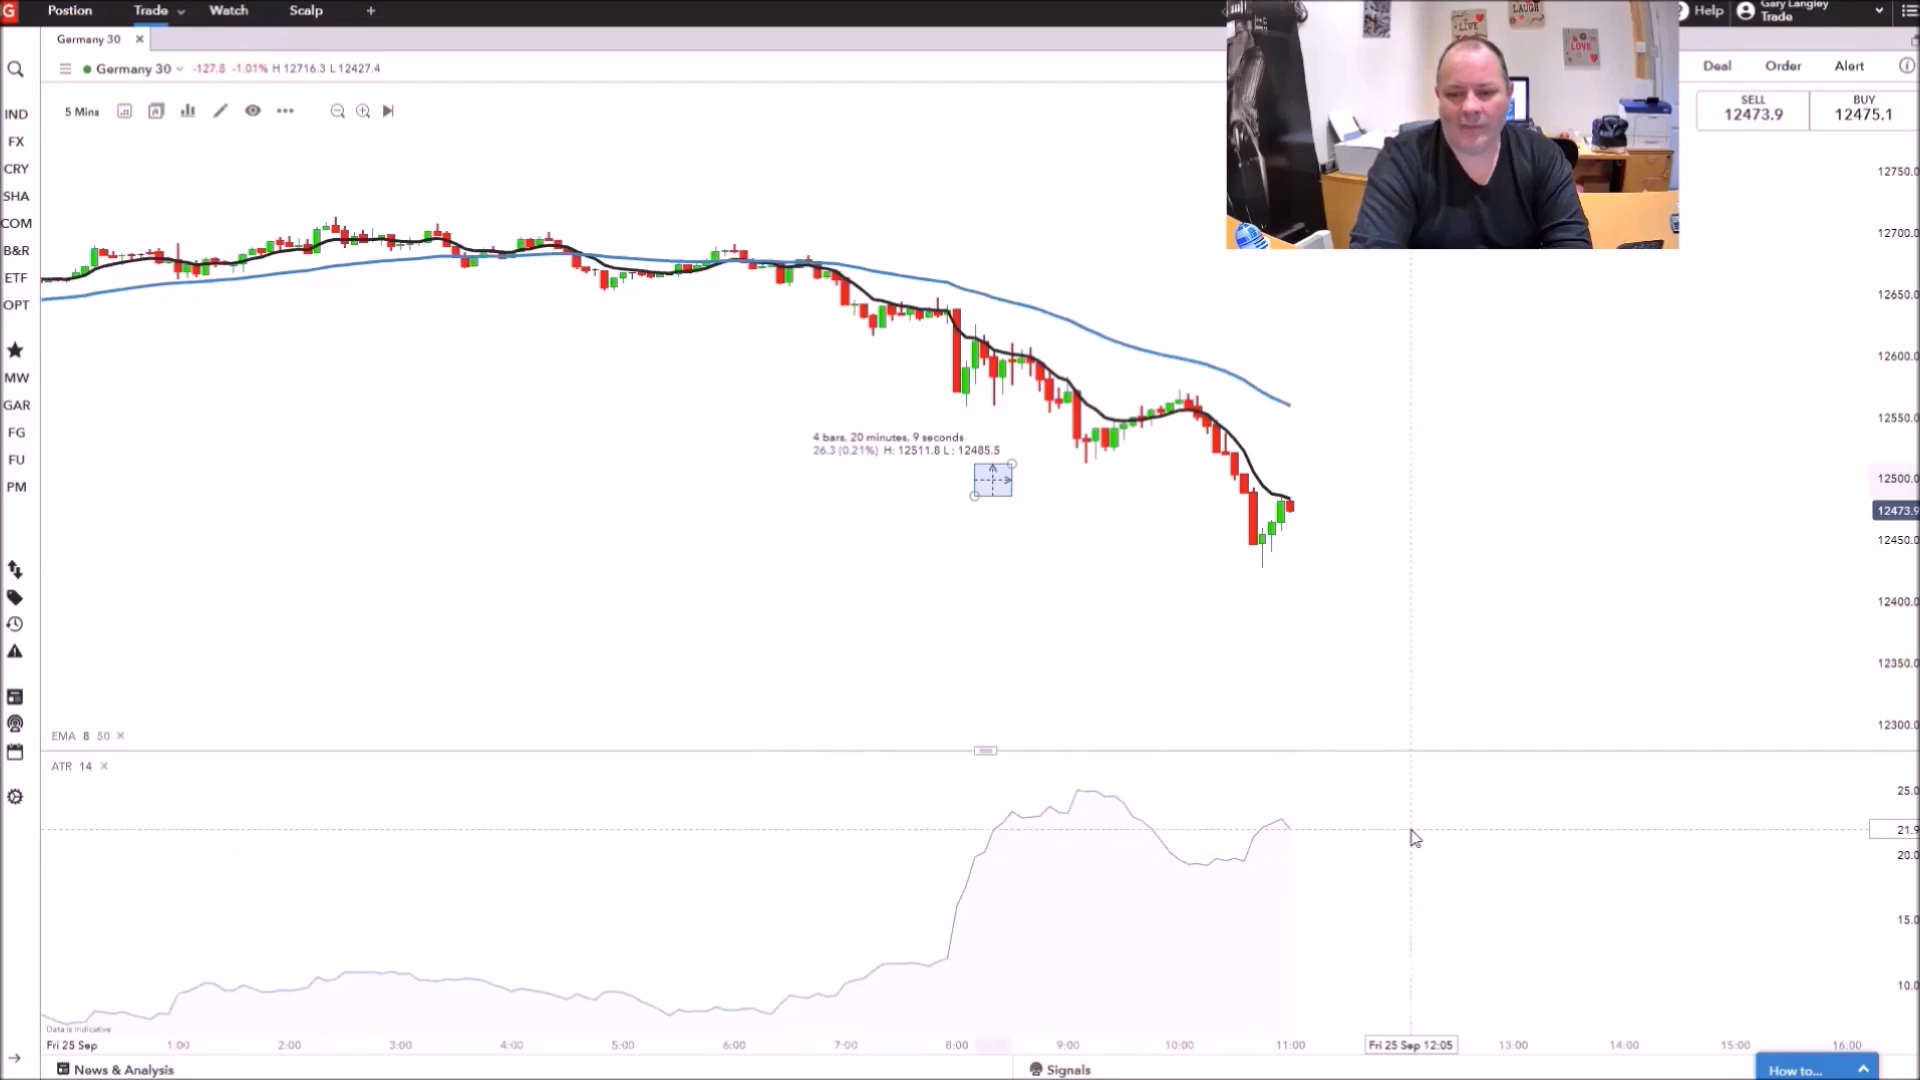 G Postion Trade Watch Scalp +
Help Gary Langley
Trade
Germany 30
Germany 30 -127.8 -1.01% H 12716.3 L 12427.4
Deal Order Alert
5 Mins
SELL BUY
12473.9 12475.1
LIVE
LAUGH
LOVE
IND
FX
CRY
SHA
COM
B&R
ETF
OPT
MW
GAR
FG
FU
PM
12750.0
12700.0
12650.0
12600.0
12550.0
12500.0
12473.9
12450.0
12400.0
12350.0
12300.0
4 bars, 20 minutes, 9 seconds
26.3 (0.21%) H: 12511.8 L : 12485.5
EMA 8 50
ATR 14
25.0
21.9
20.0
15.0
10.0
Data is indicative
Fri 25 Sep 1:00 2:00 3:00 4:00 5:00 6:00 7:00 8:00 9:00 10:00 11:00 Fri 25 Sep 12:05 13:00 14:00 15:00 16:00
News & Analysis Signals How to...